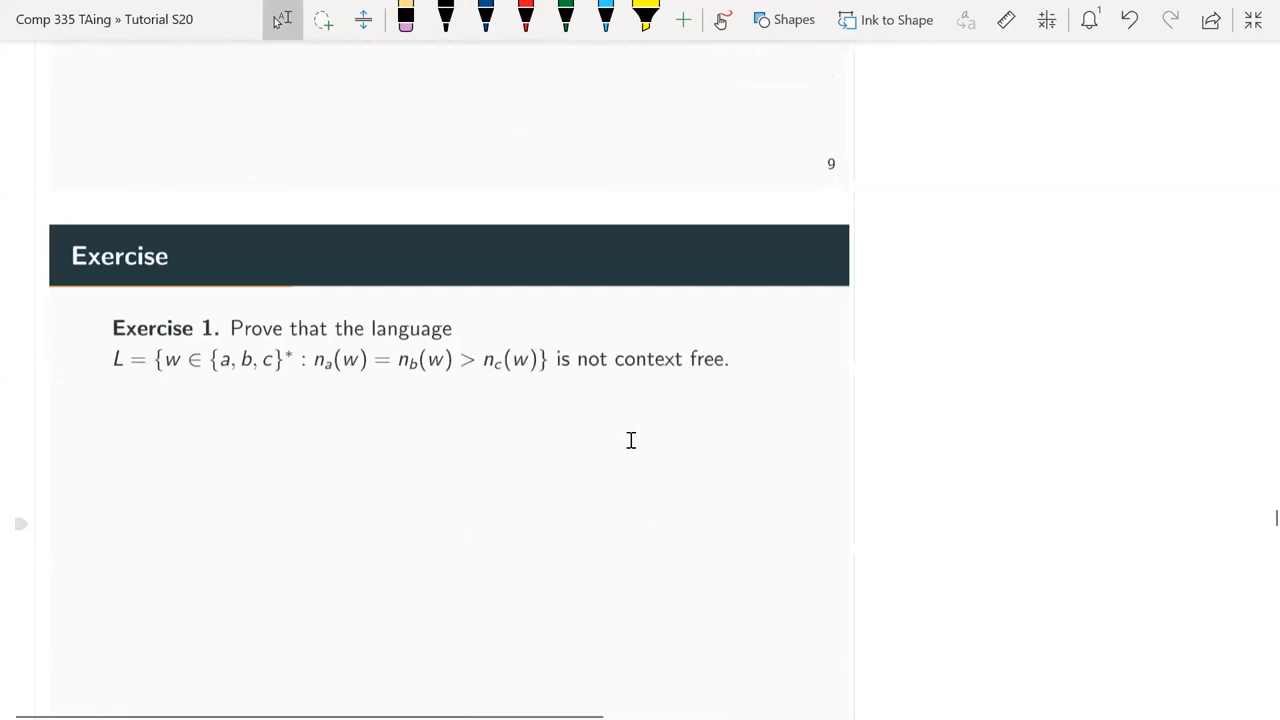 Comp 335 TAing » Tutorial S20
Shapes
Ink to Shape
9
Exercise
Exercise 1. Prove that the language
L = {w ∈ {a, b, c}* : nₐ(w) = n_b(w) > n_c(w)} is not context free.